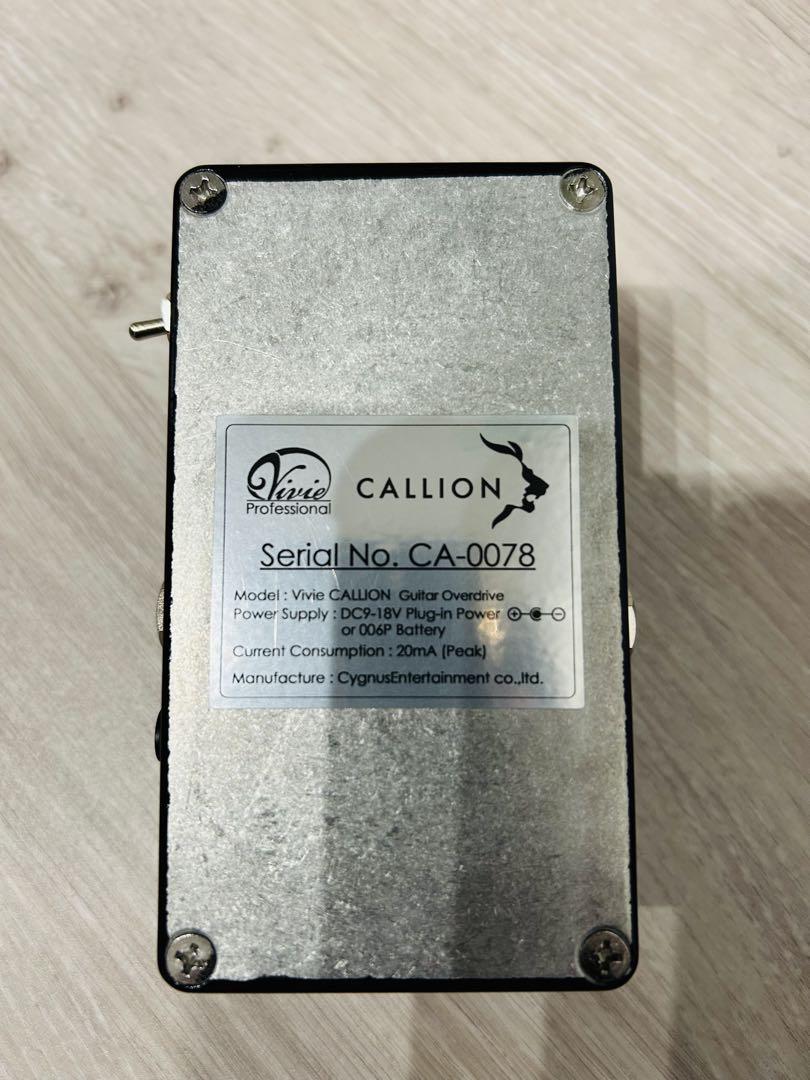 Vivie
Professional
CALLION
Serial No. CA-0078
Model : Vivie CALLION Guitar Overdrive
Power Supply : DC9-18V Plug-in Power
or 006P Battery
Current Consumption : 20mA (Peak)
Manufacture : CygnusEntertainment co.,ltd.